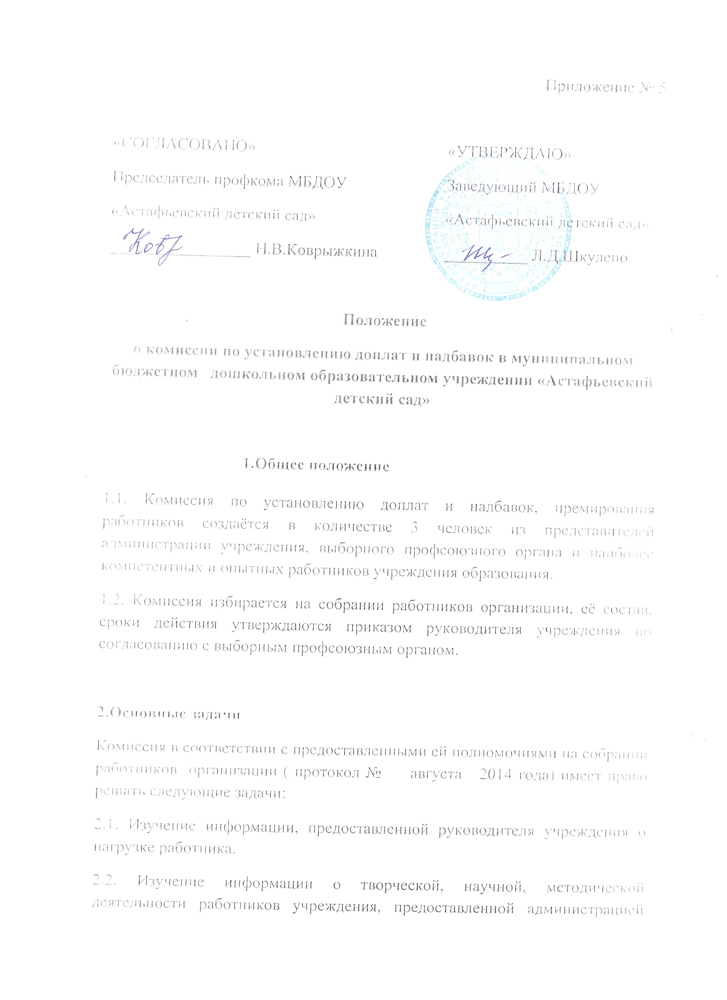 Приложение № 5
«СОГЛАСОВАНО»
Председатель профкома МБДОУ
«Астафьевский детский сад»
Н.В.Коврыжкина
«УТВЕРЖДАЮ»
Заведующий МБДОУ
«Астафьевский детский сад»
Л.Д.Шкулепо
Положение
о комиссии по установлению доплат и надбавок в муниципальном
бюджетном дошкольном образовательном учреждении «Астафьевский
детский сад»
1.Общее положение
1.1. Комиссия по установлению доплат и надбавок, премирования
работников создаётся в количестве 3 человек из представителей
администрации учреждения, выборного профсоюзного органа и наиболее
компетентных и опытных работников учреждения образования.
1.2. Комиссия избирается на собрании работников организации, её состав,
сроки действия утверждаются приказом руководителя учреждения по
согласованию с выборным профсоюзным органом.
2.Основные задачи
Комиссия в соответствии с предоставленными ей полномочиями на собрании
работников организации ( протокол № августа 2014 года) имеет право
решать следующие задачи:
2.1. Изучение информации, предоставленной руководителя учреждения о
нагрузке работника.
2.2. Изучение информации о творческой, научной, методической
деятельности работников учреждения, предоставленной администрацией